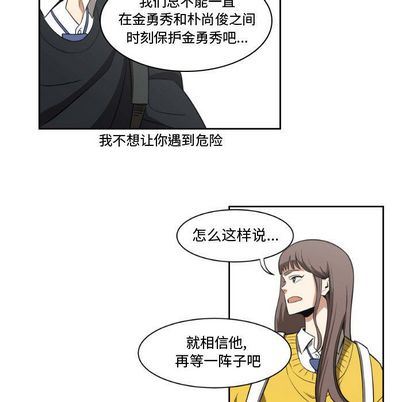 我们总不能一直
在金勇秀和朴尚俊之间
时刻保护金勇秀吧...
我不想让你遇到危险
怎么这样说...
就相信他,
再等一阵子吧